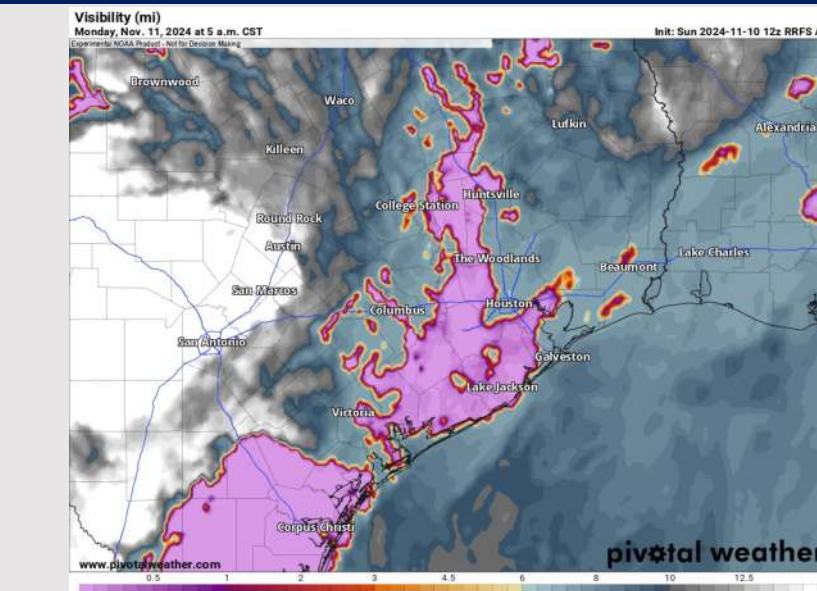 Visibility (mi)
Monday, Nov. 11, 2024 at 5 a.m. CST
Init: Sun 2024-11-10 12z RRFS A
Experimental NOAA Product - Not for Decision Making
Brownwood
Waco
Lufkin
Alexandria
Killeen
Huntsville
College Station
Round Rock
Austin
The Woodlands
Lake Charles
Beaumont
San Marcos
Houston
Columbus
San Antonio
Galveston
Lake Jackson
Victoria
Corpus Christi
pivotal weather
www.pivotalweather.com
0.5 1 2 3 4.5 6 8 10 12.5